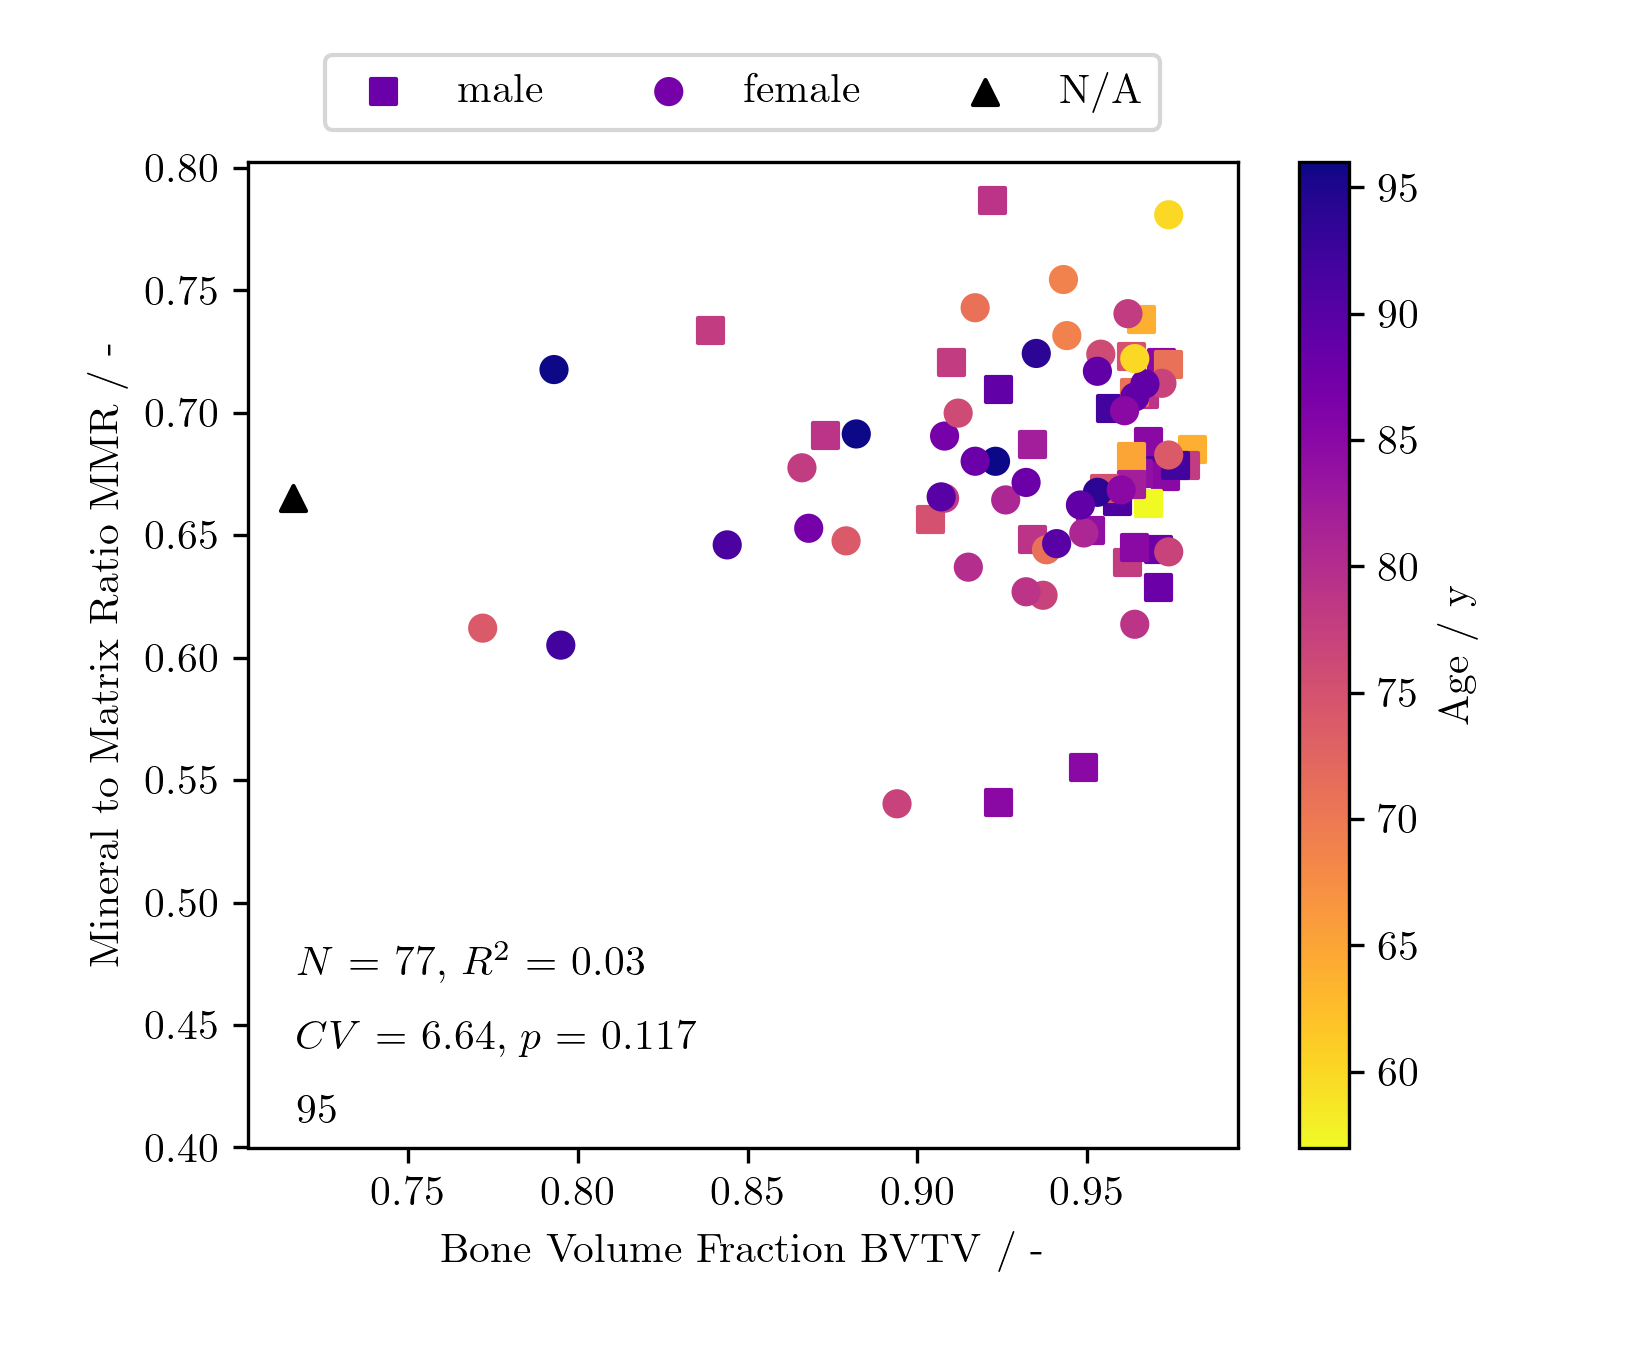 male female N/A
0.80
0.75
0.70
0.65
0.60
0.55
0.50
0.45
0.40
Mineral to Matrix Ratio MMR / -
N = 77, R² = 0.03
CV = 6.64, p = 0.117
95
0.75 0.80 0.85 0.90 0.95
Bone Volume Fraction BVTV / -
95
90
85
80
75
70
65
60
Age / y